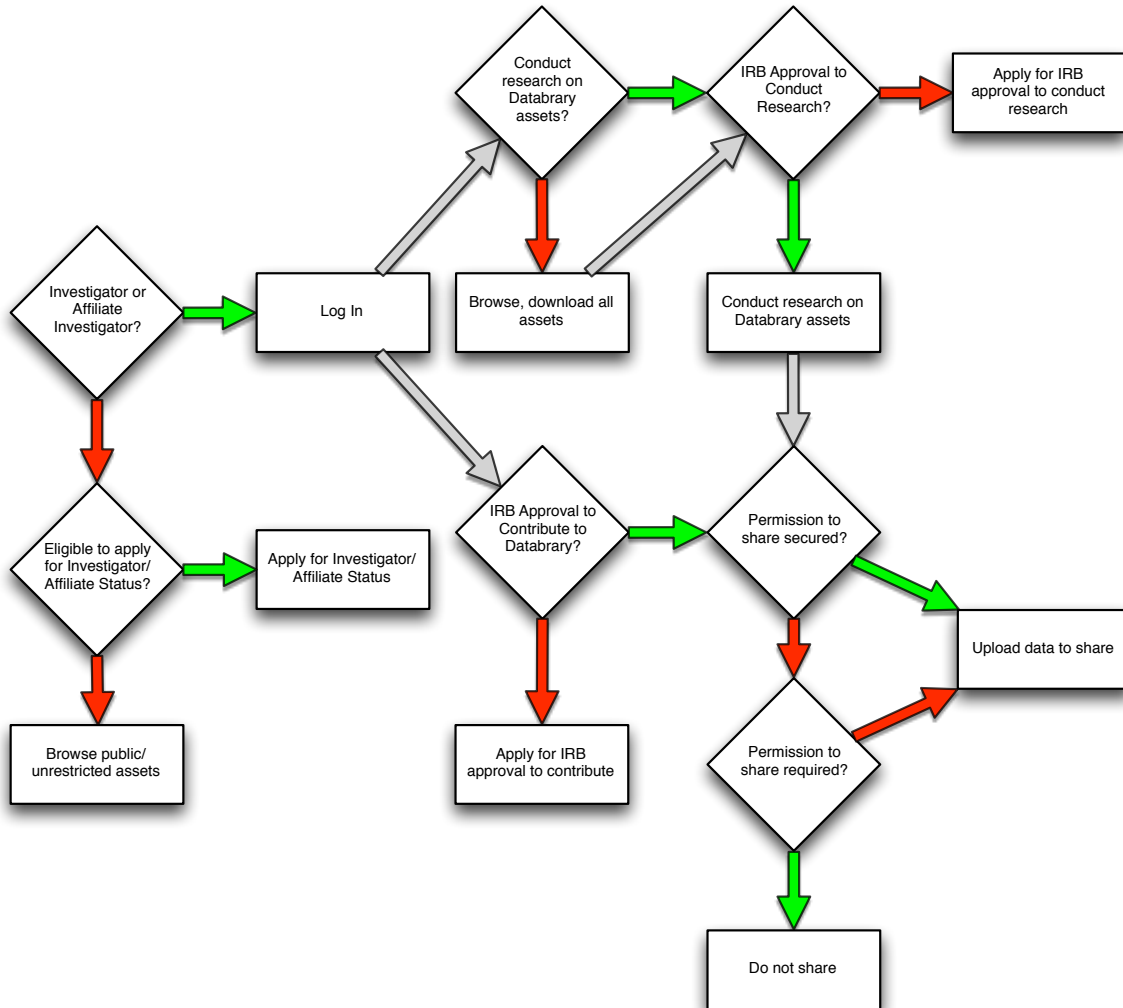 Conduct
research on
Databrary
assets?
IRB Approval to
Conduct
Research?
Apply for IRB
approval to conduct
research
Investigator or
Affiliate
Investigator?
Log In
Browse, download all
assets
Conduct research on
Databrary assets
Eligible to apply
for Investigator/
Affiliate Status?
Apply for Investigator/
Affiliate Status
IRB Approval to
Contribute to
Databrary?
Permission to
share secured?
Upload data to share
Browse public/
unrestricted assets
Apply for IRB
approval to contribute
Permission to
share required?
Do not share